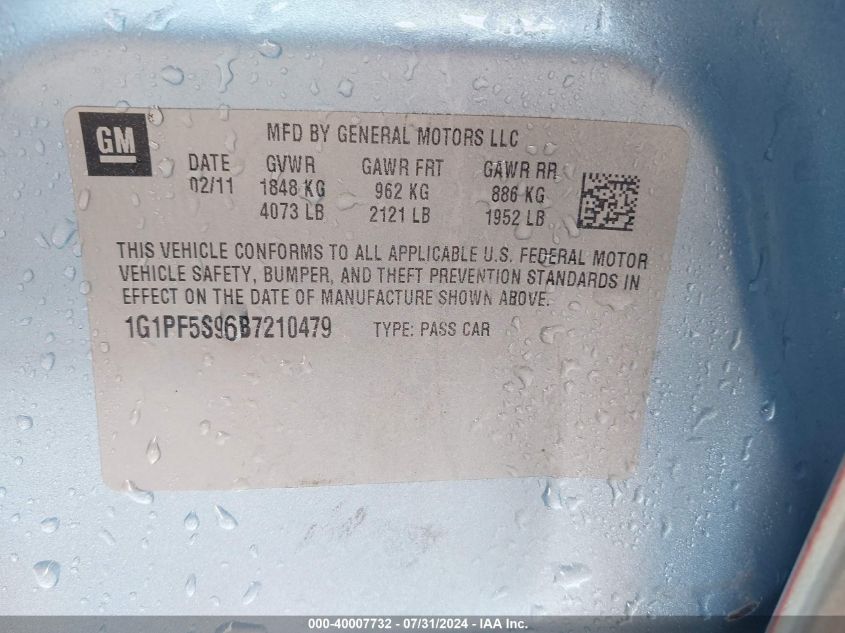 GM
MFD BY GENERAL MOTORS LLC
DATE GVWR GAWR FRT GAWR RR
02/11 1848 KG 962 KG 886 KG
4073 LB 2121 LB 1952 LB
THIS VEHICLE CONFORMS TO ALL APPLICABLE U.S. FEDERAL MOTOR
VEHICLE SAFETY, BUMPER, AND THEFT PREVENTION STANDARDS IN
EFFECT ON THE DATE OF MANUFACTURE SHOWN ABOVE.
1G1PF5S96B7210479 TYPE: PASS CAR
000-40007732 - 07/31/2024 - IAA Inc.